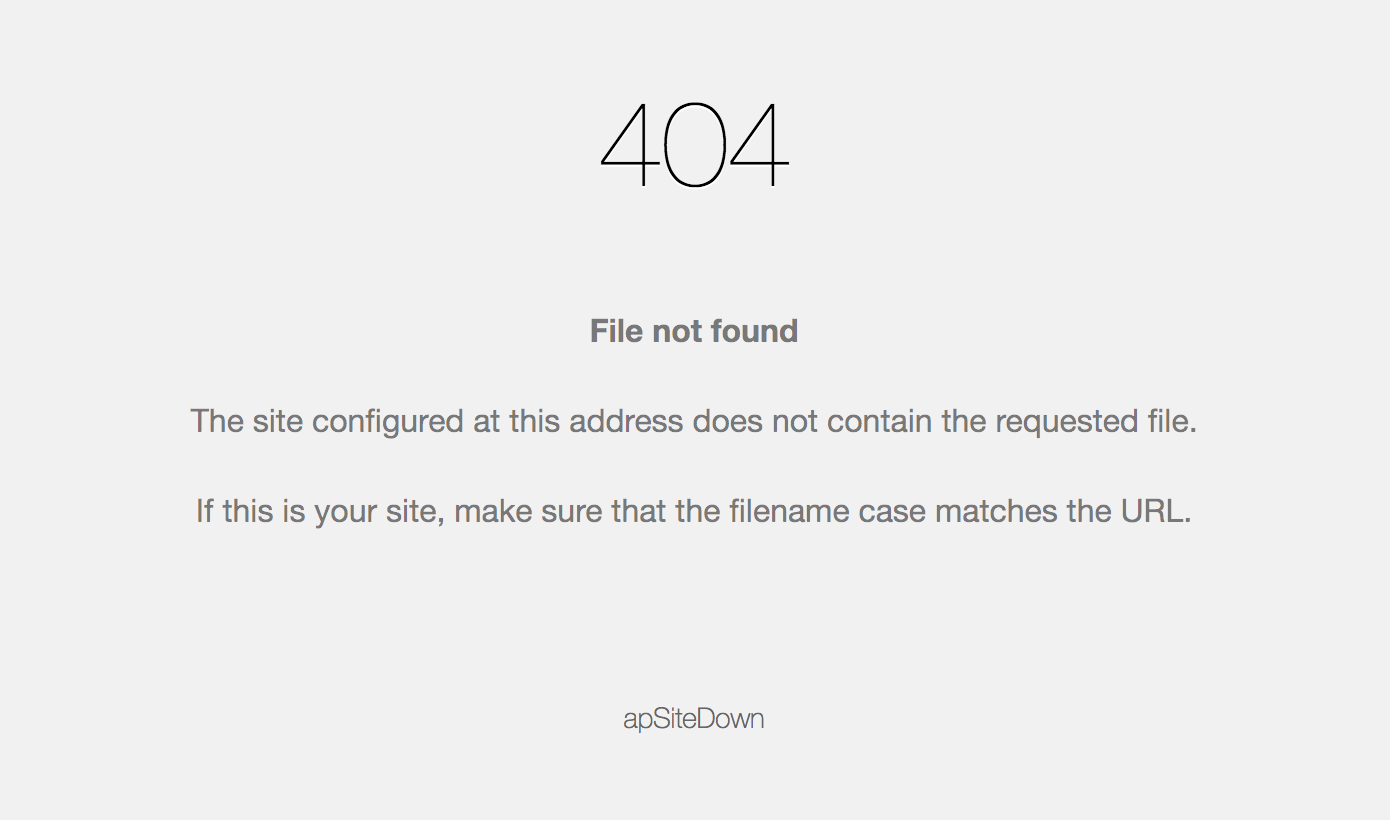 404
File not found
The site configured at this address does not contain the requested file.
If this is your site, make sure that the filename case matches the URL.
apSiteDown